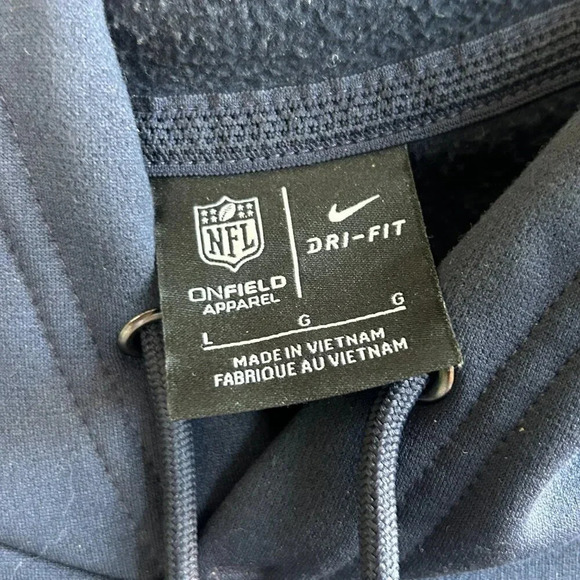 NFL
DRI-FIT
ONFIELD
APPAREL
L G G
MADE IN VIETNAM
FABRIQUE AU VIETNAM